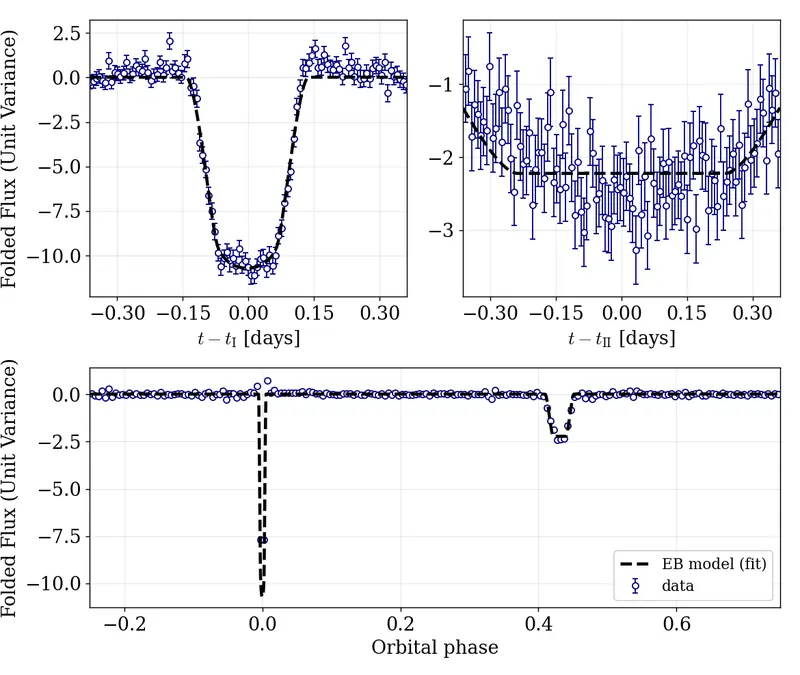 Folded Flux (Unit Variance)
2.5
0.0
−2.5
−5.0
−7.5
−10.0
−0.30 −0.15 0.00 0.15 0.30
t − tI [days]
−1
−2
−3
−0.30 −0.15 0.00 0.15 0.30
t − tII [days]
Folded Flux (Unit Variance)
0.0
−2.5
−5.0
−7.5
−10.0
EB model (fit)
data
−0.2 0.0 0.2 0.4 0.6
Orbital phase